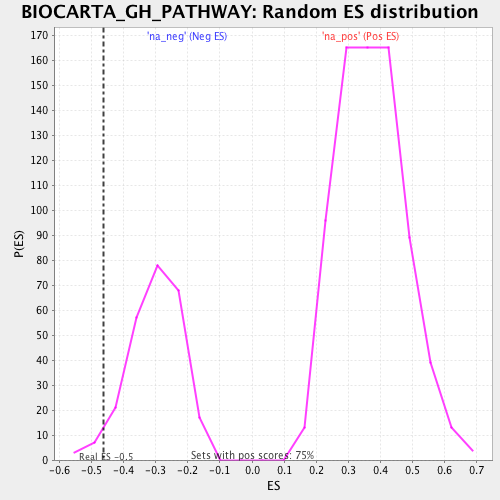 BIOCARTA_GH_PATHWAY: Random ES distribution
'na_neg' (Neg ES)
'na_pos' (Pos ES)
170
160
150
140
130
120
110
100
90
80
70
60
50
40
30
20
10
0
P(ES)
Real ES -0.5
Sets with pos scores: 75%
-0.6 -0.5 -0.4 -0.3 -0.2 -0.1 0.0 0.1 0.2 0.3 0.4 0.5 0.6 0.7
ES